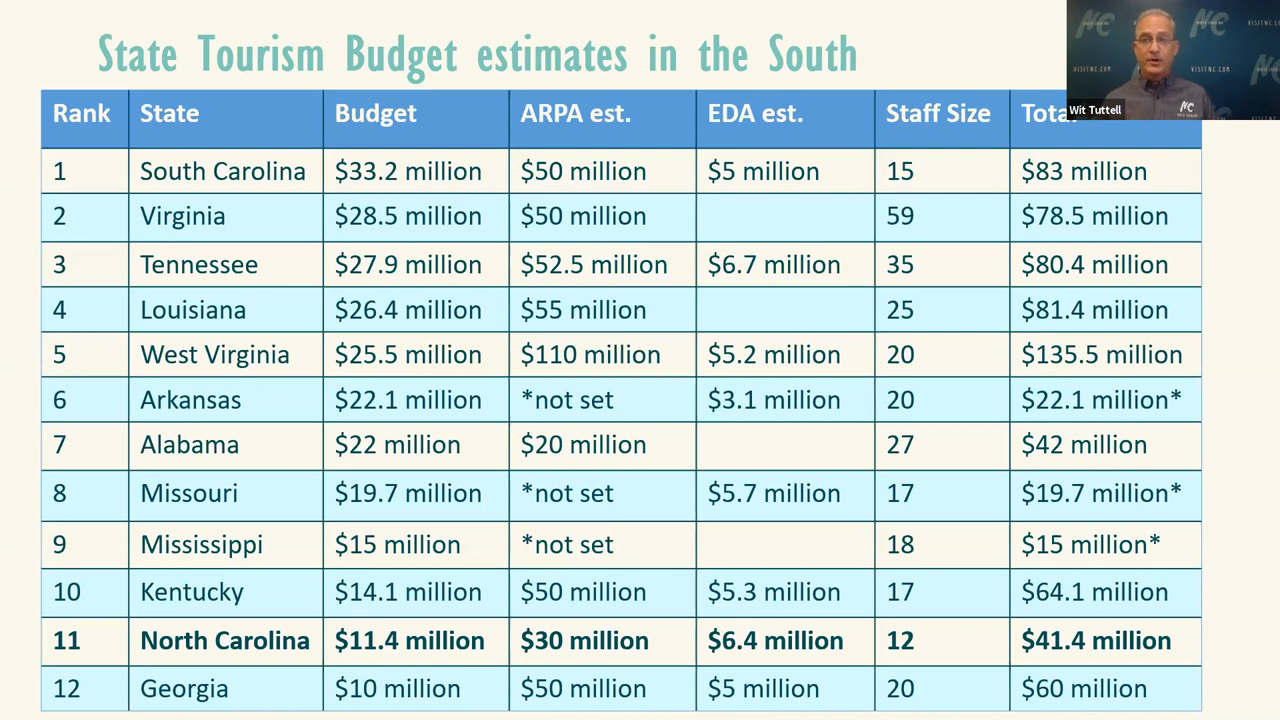 State Tourism Budget estimates in the South
Rank State Budget ARPA est. EDA est. Staff Size
1 South Carolina $33.2 million $50 million $5 million 15 $83 million
2 Virginia $28.5 million $50 million 59 $78.5 million
3 Tennessee $27.9 million $52.5 million $6.7 million 35 $80.4 million
4 Louisiana $26.4 million $55 million 25 $81.4 million
5 West Virginia $25.5 million $110 million $5.2 million 20 $135.5 million
6 Arkansas $22.1 million *not set $3.1 million 20 $22.1 million*
7 Alabama $22 million $20 million 27 $42 million
8 Missouri $19.7 million *not set $5.7 million 17 $19.7 million*
9 Mississippi $15 million *not set 18 $15 million*
10 Kentucky $14.1 million $50 million $5.3 million 17 $64.1 million
11 North Carolina $11.4 million $30 million $6.4 million 12 $41.4 million
12 Georgia $10 million $50 million $5 million 20 $60 million
NC NC
VISITNC.COM VISITNC.COM
NC
Wit Tuttell